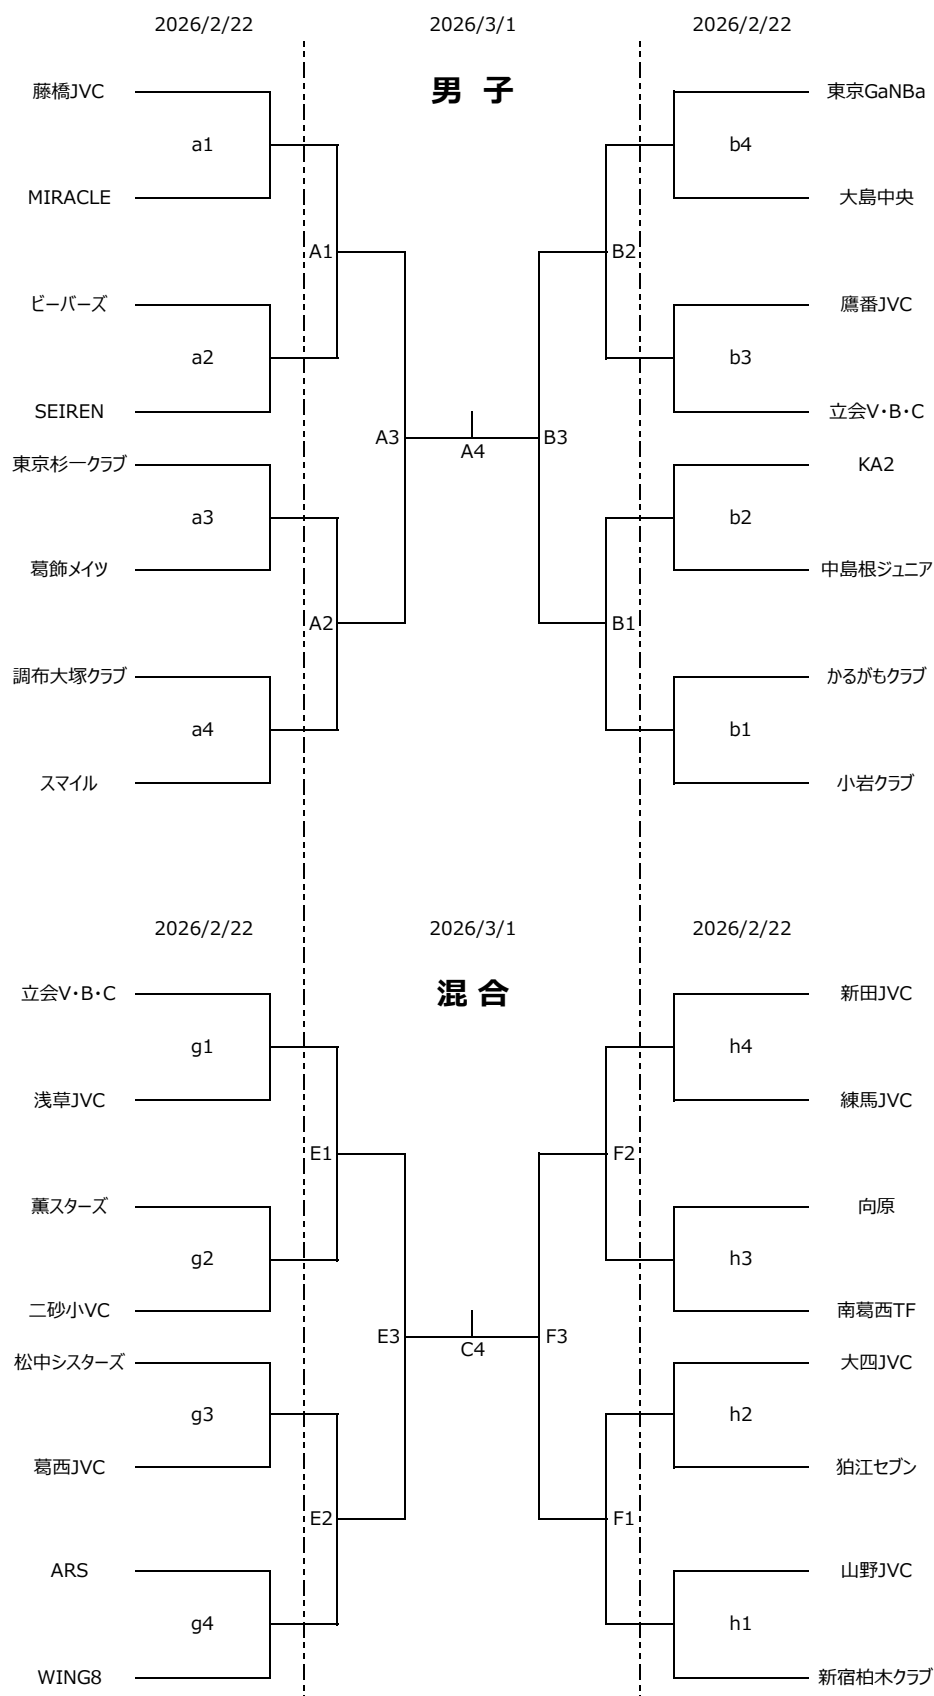 2026/2/22 2026/3/1 2026/2/22
男 子
藤橋JVC 東京GaNBa
a1 b4
MIRACLE 大島中央
A1 B2
ビーバーズ 鷹番JVC
a2 b3
SEIREN 立会V・B・C
A3 A4 B3
東京杉一クラブ KA2
a3 b2
葛飾メイツ 中島根ジュニア
A2 B1
調布大塚クラブ かるがもクラブ
a4 b1
スマイル 小岩クラブ
2026/2/22 2026/3/1 2026/2/22
混 合
立会V・B・C 新田JVC
g1 h4
浅草JVC 練馬JVC
E1 F2
薫スターズ 向原
g2 h3
二砂小VC 南葛西TF
E3 C4 F3
松中シスターズ 大四JVC
g3 h2
葛西JVC 狛江セブン
E2 F1
ARS 山野JVC
g4 h1
WING8 新宿柏木クラブ